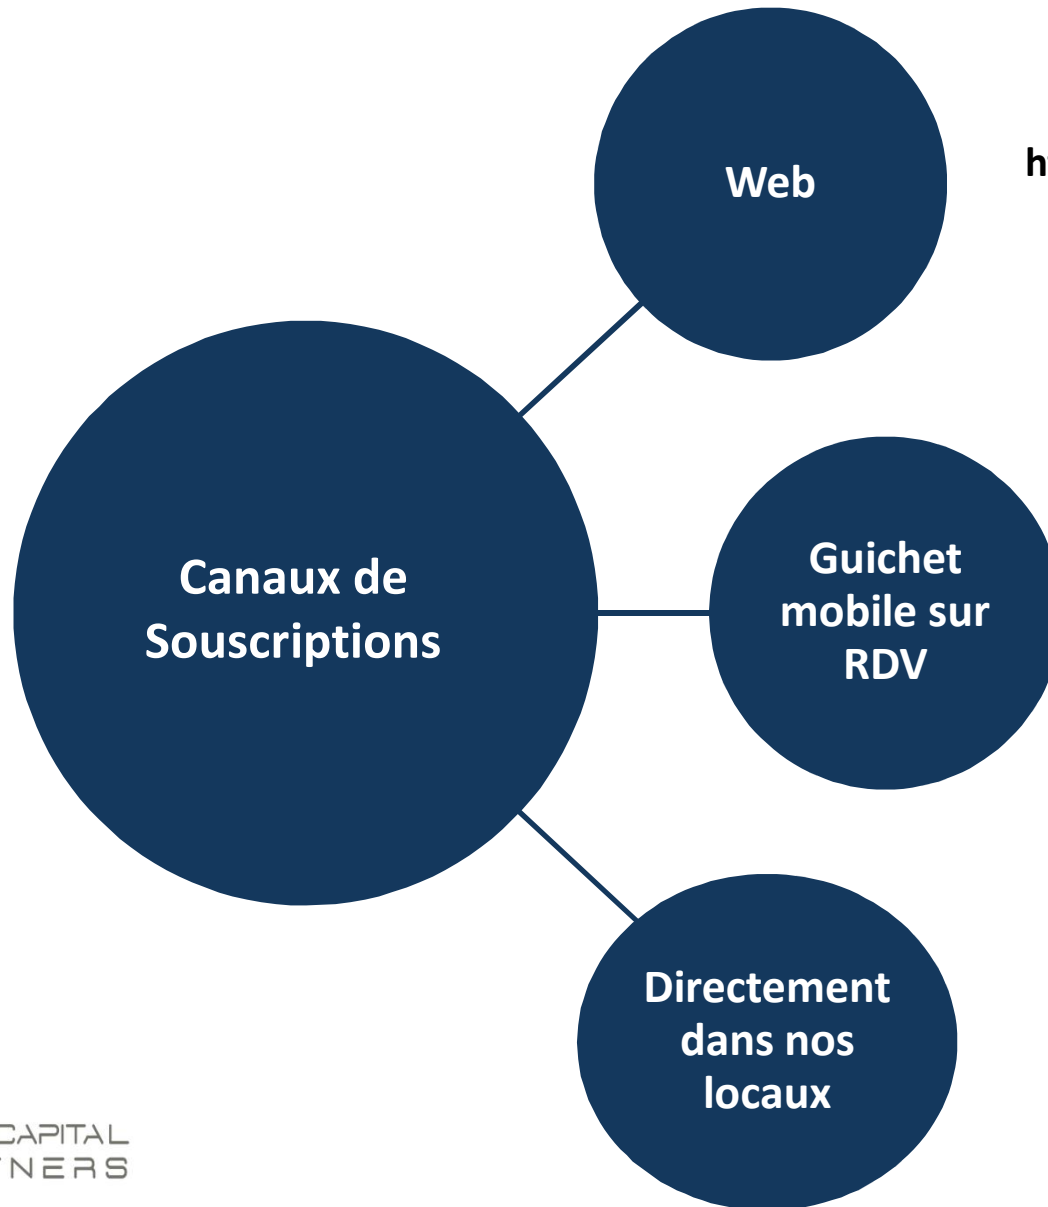 Web
Canaux de
Souscriptions
Guichet
mobile sur
RDV
Directement
dans nos
locaux
CAPITAL